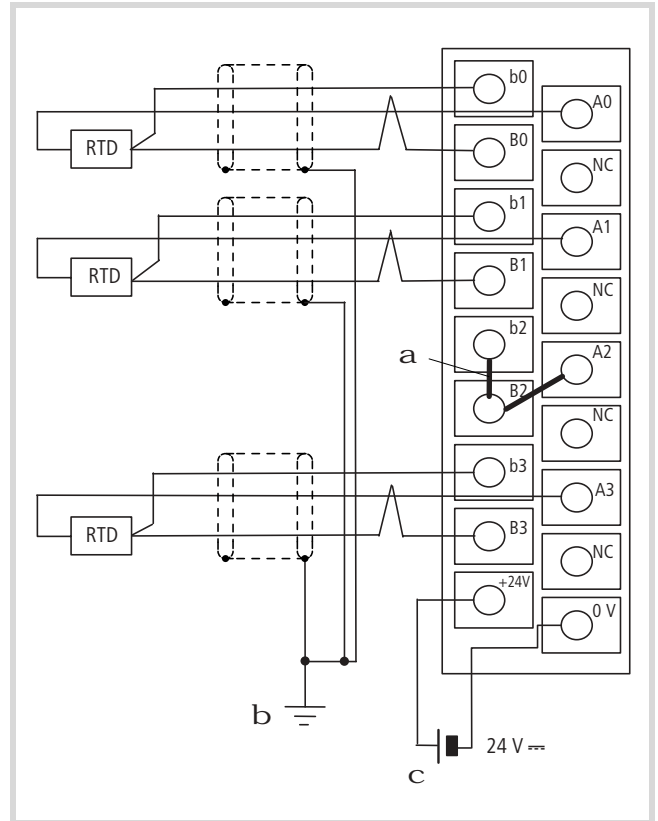 b0
A0
RTD
B0
NC
b1
A1
RTD
B1
NC
b2
a
A2
B2
NC
b3
A3
RTD
B3
NC
+24V
0 V
b
24 V ⎓
c